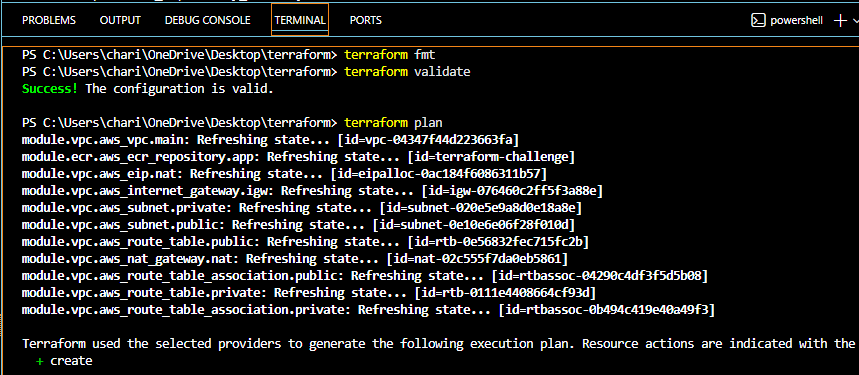 PROBLEMS OUTPUT DEBUG CONSOLE TERMINAL PORTS powershell
PS C:\Users\chari\OneDrive\Desktop\terraform> terraform fmt
PS C:\Users\chari\OneDrive\Desktop\terraform> terraform validate
Success! The configuration is valid.
PS C:\Users\chari\OneDrive\Desktop\terraform> terraform plan
module.vpc.aws_vpc.main: Refreshing state... [id=vpc-04347f44d223663fa]
module.ecr.aws_ecr_repository.app: Refreshing state... [id=terraform-challenge]
module.vpc.aws_eip.nat: Refreshing state... [id=eipalloc-0ac184f6086311b57]
module.vpc.aws_internet_gateway.igw: Refreshing state... [id=igw-076460c2ff5f3a88e]
module.vpc.aws_subnet.private: Refreshing state... [id=subnet-020e5e9a8d0e18a8e]
module.vpc.aws_subnet.public: Refreshing state... [id=subnet-0e10e6e06f28f010d]
module.vpc.aws_route_table.public: Refreshing state... [id=rtb-0e56832fec715fc2b]
module.vpc.aws_nat_gateway.nat: Refreshing state... [id=nat-02c555f7da0eb5861]
module.vpc.aws_route_table_association.public: Refreshing state... [id=rtbassoc-04290c4df3f5d5b08]
module.vpc.aws_route_table.private: Refreshing state... [id=rtb-0111e4408664cf93d]
module.vpc.aws_route_table_association.private: Refreshing state... [id=rtbassoc-0b494c419e40a49f3]
Terraform used the selected providers to generate the following execution plan. Resource actions are indicated with the
+ create